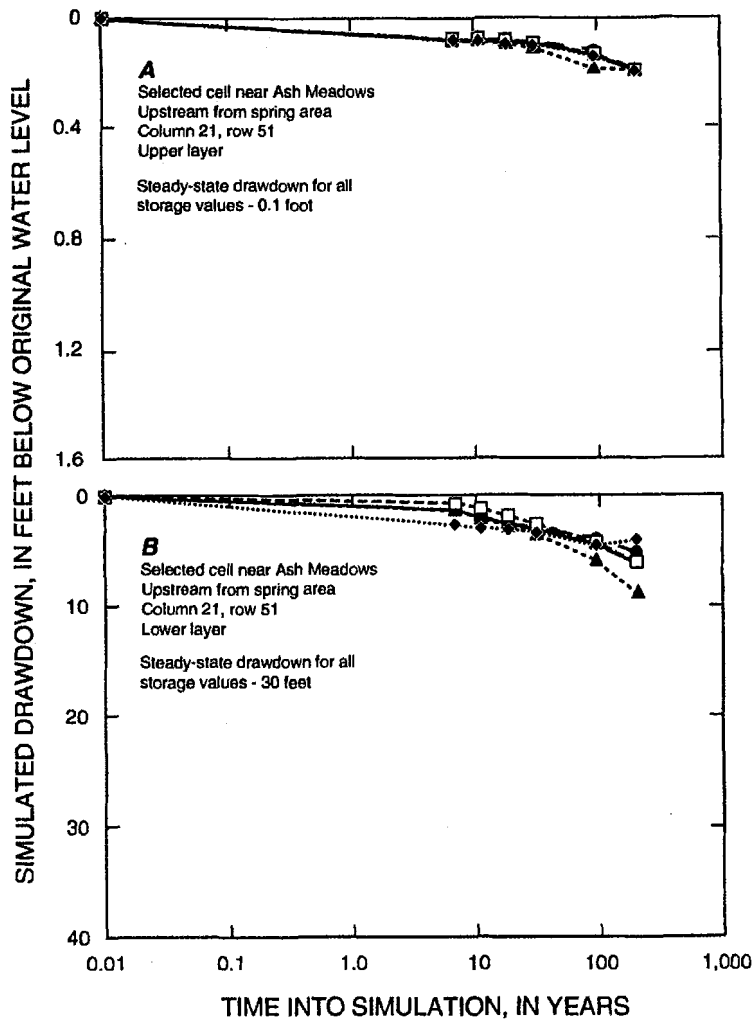 SIMULATED DRAWDOWN, IN FEET BELOW ORIGINAL WATER LEVEL
0
0.4
0.8
1.2
1.6
A
Selected cell near Ash Meadows
Upstream from spring area
Column 21, row 51
Upper layer
Steady-state drawdown for all
storage values - 0.1 foot
0
10
20
30
40
B
Selected cell near Ash Meadows
Upstream from spring area
Column 21, row 51
Lower layer
Steady-state drawdown for all
storage values - 30 feet
0.01 0.1 1.0 10 100 1,000
TIME INTO SIMULATION, IN YEARS